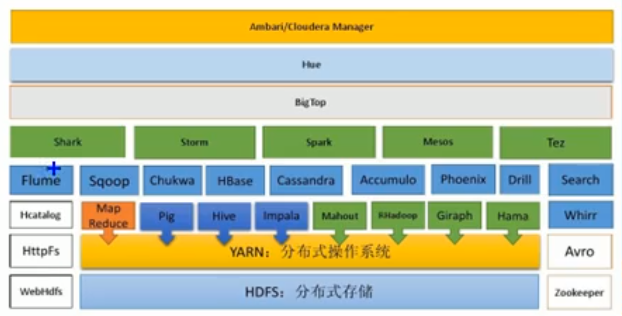 Ambari/Cloudera Manager
Hue
BigTop
Shark
Storm
Spark
Mesos
Tez
Flume
Sqoop
Chukwa
HBase
Cassandra
Accumulo
Phoenix
Drill
Search
Hcatalog
Map
Reduce
Pig
Hive
Impala
Mahout
RHadoop
Giraph
Hama
Whirr
HttpFs
YARN：分布式操作系统
Avro
WebHdfs
HDFS：分布式存储
Zookeeper